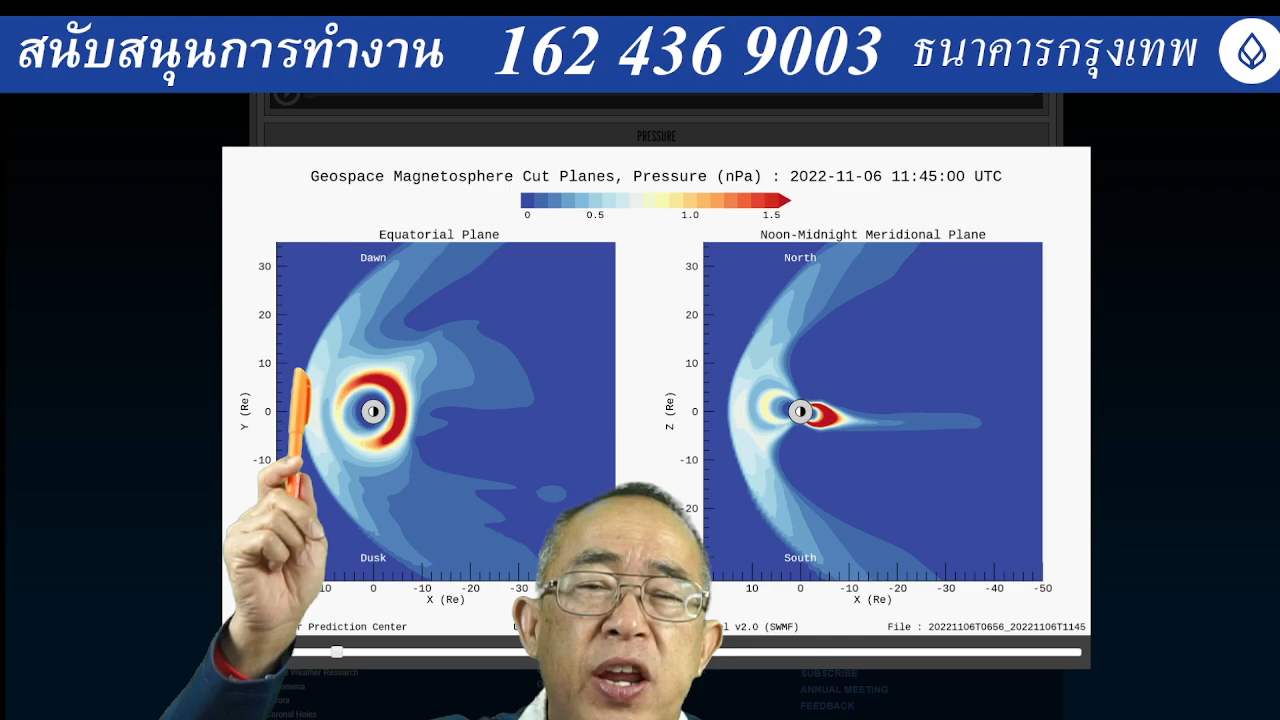 สนับสนุนการทำงาน 162 436 9003 ธนาคารกรุงเทพ
PRESSURE
Geospace Magnetosphere Cut Planes, Pressure (nPa) : 2022-11-06 11:45:00 UTC
0 0.5 1.0 1.5
Equatorial Plane
Noon-Midnight Meridional Plane
Dawn
North
30
20
10
0
-10
Y (Re)
30
20
10
0
-10
-20
Z (Re)
Dusk
South
0 -10 -20 -30
10 0 -10 -20 -30 -40 -50
X (Re)
X (Re)
Prediction Center
v2.0 (SWMF)
File : 20221106T0656_20221106T1145
Weather Research
SUBSCRIBE
ANNUAL MEETING
FEEDBACK
Holes